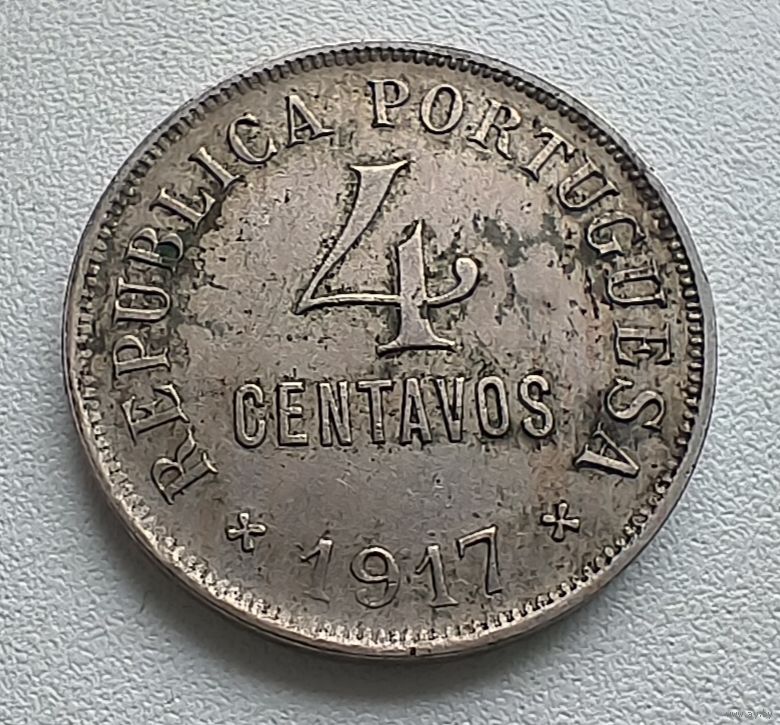 REPUBLICA PORTUGUESA
4
CENTAVOS
1917